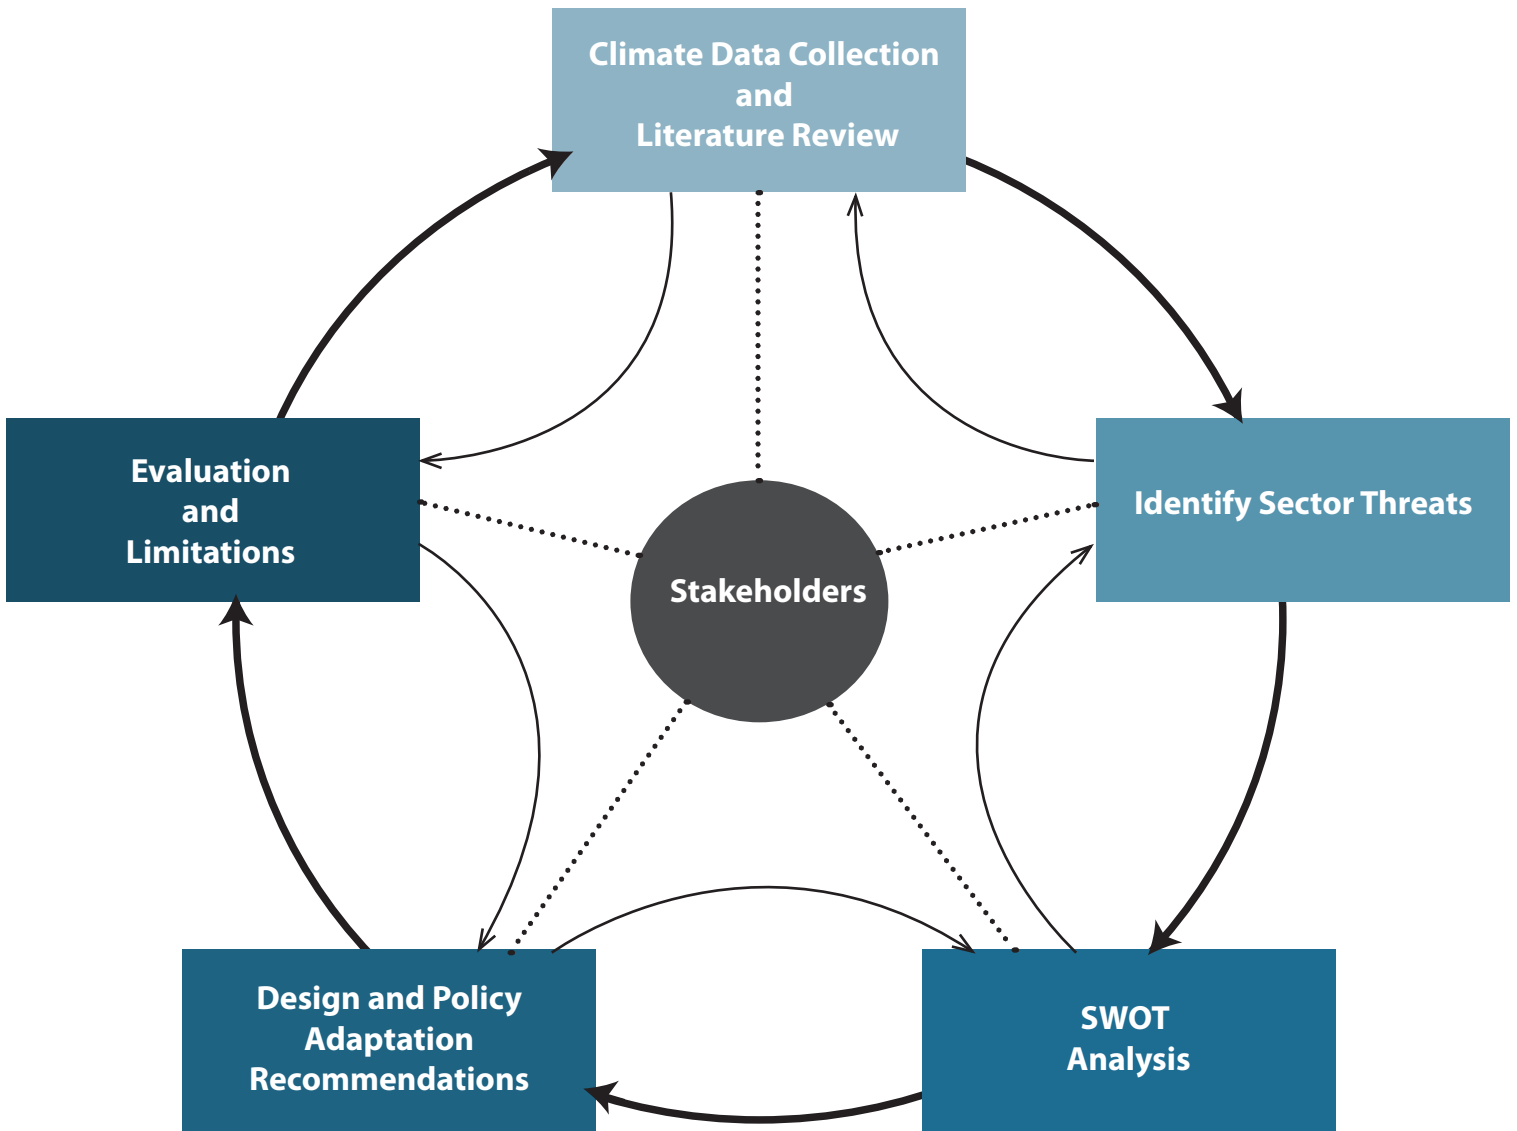 Climate Data Collection
and
Literature Review
Evaluation
and
Limitations
Identify Sector Threats
Stakeholders
Design and Policy
Adaptation
Recommendations
SWOT
Analysis